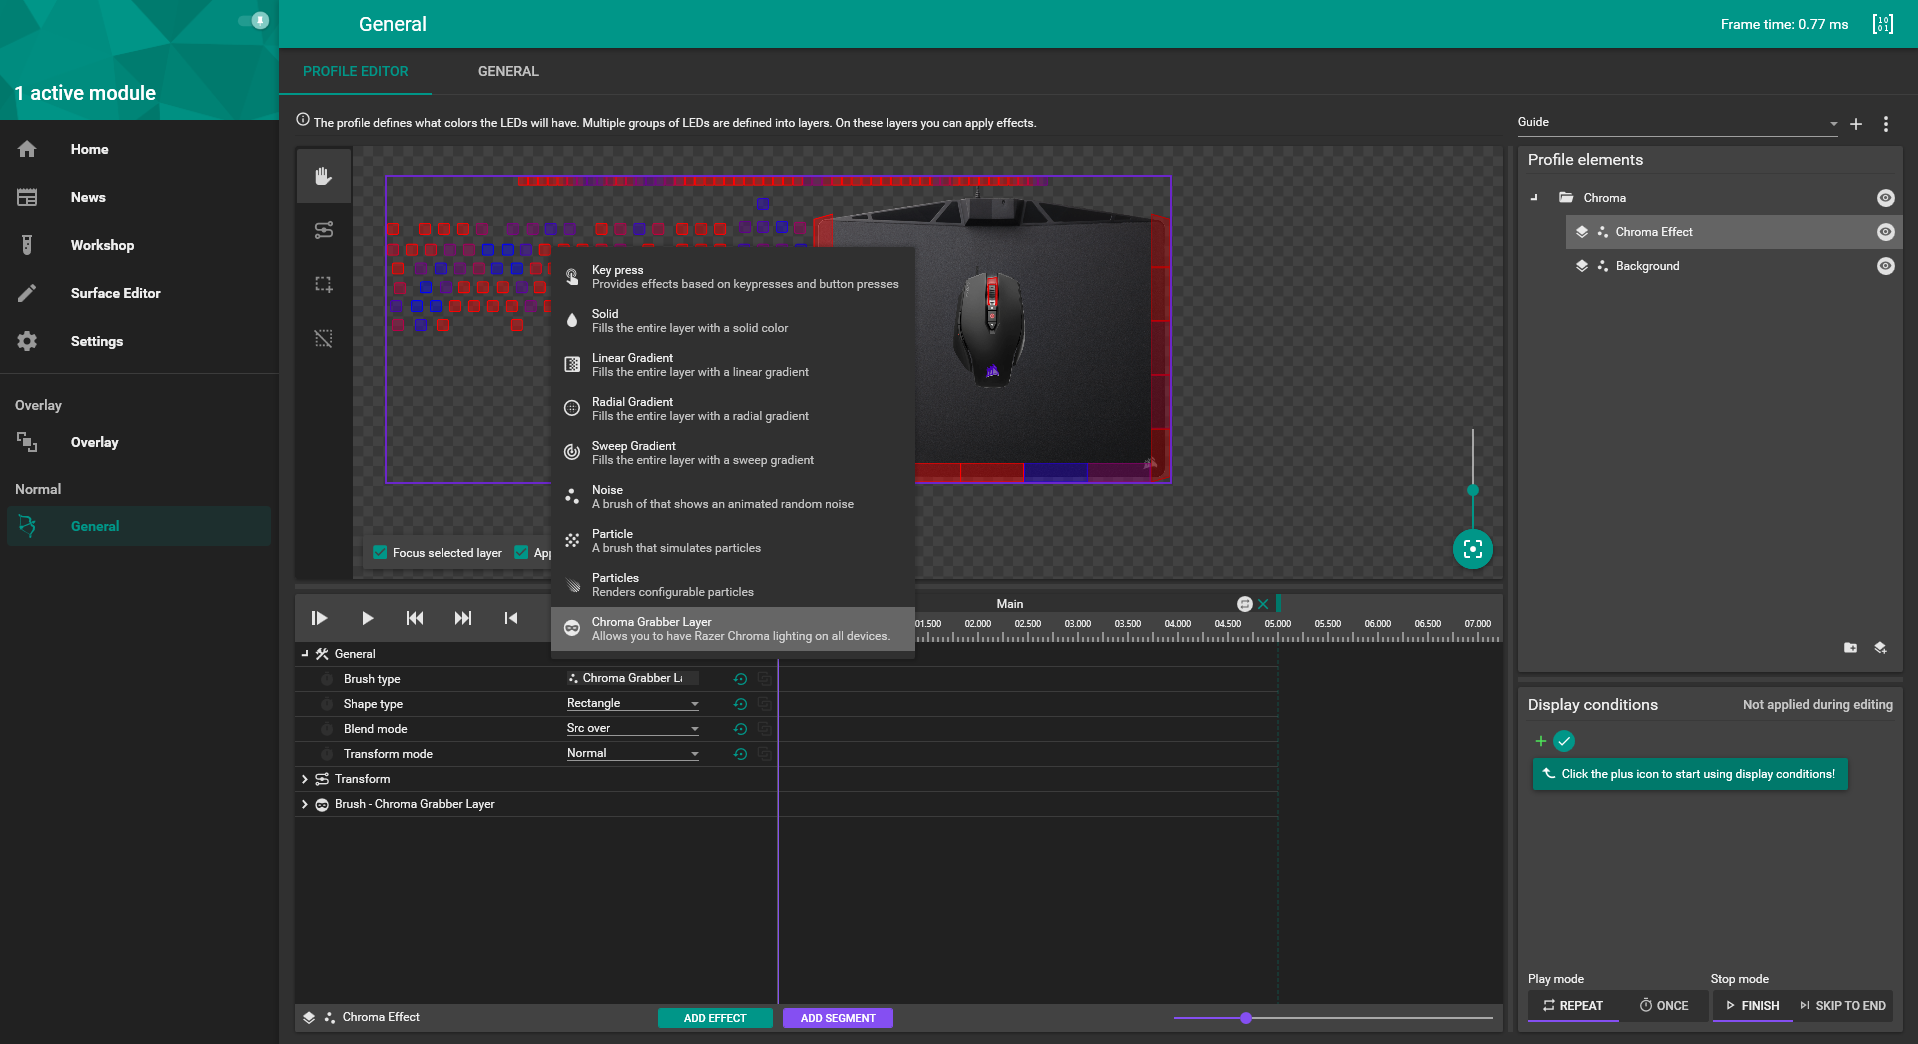 General
Frame time: 0.77 ms
1 active module
PROFILE EDITOR
GENERAL
Home
News
Workshop
Surface Editor
Settings
Overlay
Overlay
Normal
General
The profile defines what colors the LEDs will have. Multiple groups of LEDs are defined into layers. On these layers you can apply effects.
Guide
Profile elements
Chroma
Chroma Effect
Background
Key press
Provides effects based on keypresses and button presses
Solid
Fills the entire layer with a solid color
Linear Gradient
Fills the entire layer with a linear gradient
Radial Gradient
Fills the entire layer with a radial gradient
Sweep Gradient
Fills the entire layer with a sweep gradient
Noise
A brush of that shows an animated random noise
Particle
A brush that simulates particles
Particles
Renders configurable particles
Chroma Grabber Layer
Allows you to have Razer Chroma lighting on all devices.
Focus selected layer
App
Main
01.500 02.000 02.500 03.000 03.500 04.000 04.500 05.000 05.500 06.000 06.500 07.000
General
Brush type
Chroma Grabber La
Shape type
Rectangle
Blend mode
Src over
Transform mode
Normal
Transform
Brush - Chroma Grabber Layer
Chroma Effect
ADD EFFECT
ADD SEGMENT
Display conditions
Not applied during editing
Click the plus icon to start using display conditions!
Play mode
Stop mode
REPEAT
ONCE
FINISH
SKIP TO END